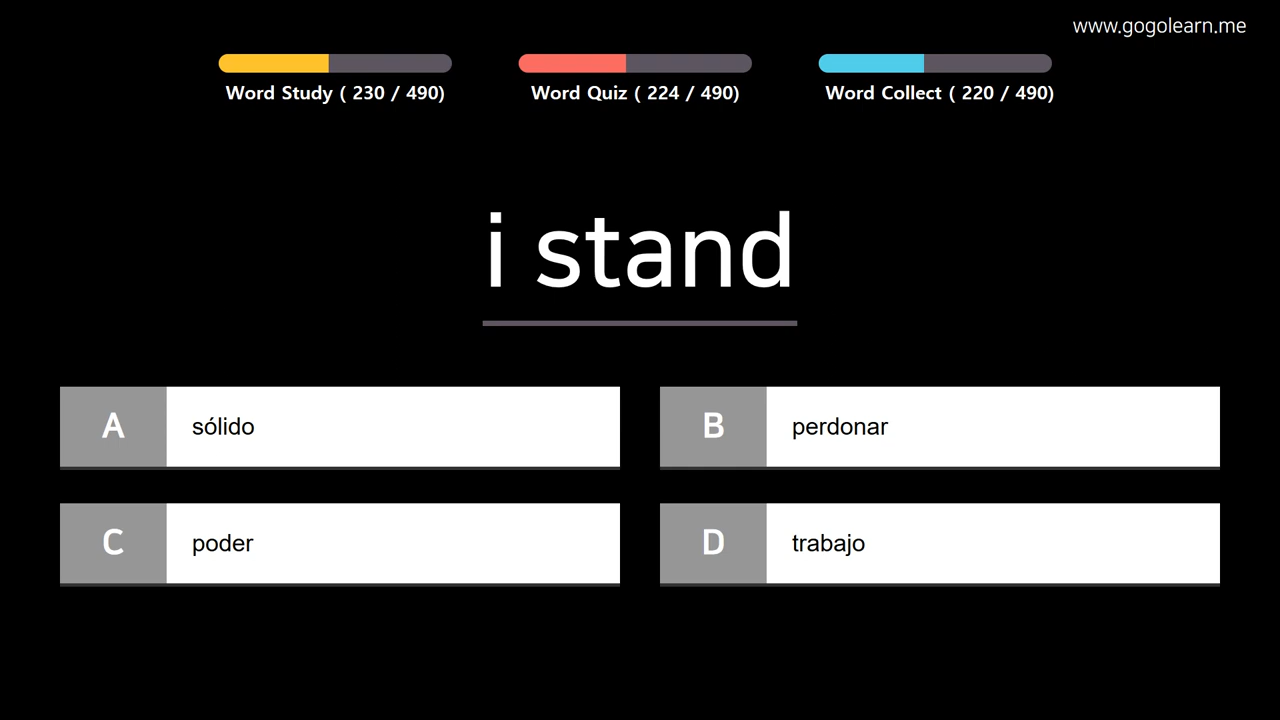 www.gogolearn.me
Word Study ( 230 / 490)
Word Quiz ( 224 / 490)
Word Collect ( 220 / 490)
i stand
A sólido
B perdonar
C poder
D trabajo